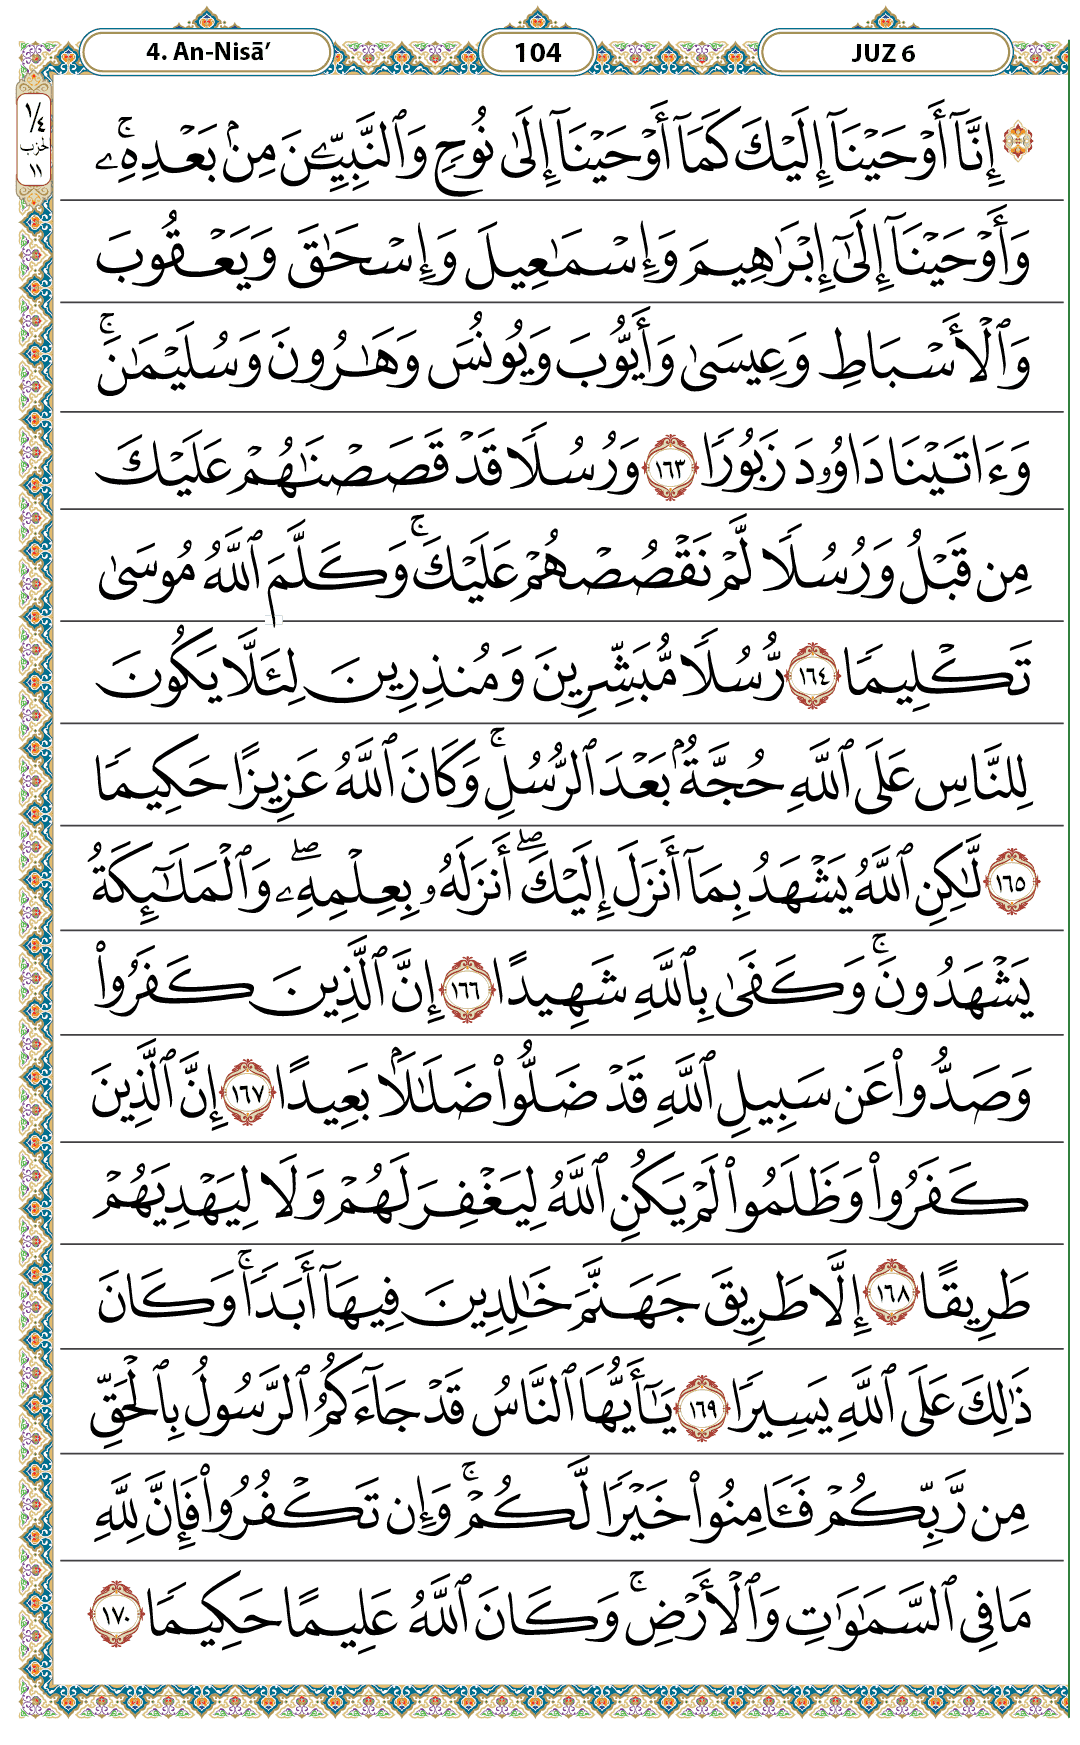 4. An-Nisā’
104
JUZ 6
١/٤
حزب
١١
۞ إِنَّآ أَوْحَيْنَآ إِلَيْكَ كَمَآ أَوْحَيْنَآ إِلَىٰ نُوحٍ وَٱلنَّبِيِّـۧنَ مِنۢ بَعْدِهِۦۚ
وَأَوْحَيْنَآ إِلَىٰٓ إِبْرَٰهِيمَ وَإِسْمَٰعِيلَ وَإِسْحَٰقَ وَيَعْقُوبَ
وَٱلْأَسْبَاطِ وَعِيسَىٰ وَأَيُّوبَ وَيُونُسَ وَهَٰرُونَ وَسُلَيْمَٰنَۚ
وَءَاتَيْنَا دَاوُۥدَ زَبُورًا ١٦٣ وَرُسُلًا قَدْ قَصَصْنَٰهُمْ عَلَيْكَ
مِن قَبْلُ وَرُسُلًا لَّمْ نَقْصُصْهُمْ عَلَيْكَۚ وَكَلَّمَ ٱللَّهُ مُوسَىٰ
تَكْلِيمًا ١٦٤ رُّسُلًا مُّبَشِّرِينَ وَمُنذِرِينَ لِئَلَّا يَكُونَ
لِلنَّاسِ عَلَى ٱللَّهِ حُجَّةٌۢ بَعْدَ ٱلرُّسُلِۚ وَكَانَ ٱللَّهُ عَزِيزًا حَكِيمًا
١٦٥ لَّٰكِنِ ٱللَّهُ يَشْهَدُ بِمَآ أَنزَلَ إِلَيْكَۖ أَنزَلَهُۥ بِعِلْمِهِۦۖ وَٱلْمَلَٰٓئِكَةُ
يَشْهَدُونَۚ وَكَفَىٰ بِٱللَّهِ شَهِيدًا ١٦٦ إِنَّ ٱلَّذِينَ كَفَرُوا۟
وَصَدُّوا۟ عَن سَبِيلِ ٱللَّهِ قَدْ ضَلُّوا۟ ضَلَٰلًۢا بَعِيدًا ١٦٧ إِنَّ ٱلَّذِينَ
كَفَرُوا۟ وَظَلَمُوا۟ لَمْ يَكُنِ ٱللَّهُ لِيَغْفِرَ لَهُمْ وَلَا لِيَهْدِيَهُمْ
طَرِيقًا ١٦٨ إِلَّا طَرِيقَ جَهَنَّمَ خَٰلِدِينَ فِيهَآ أَبَدًاۚ وَكَانَ
ذَٰلِكَ عَلَى ٱللَّهِ يَسِيرًا ١٦٩ يَٰٓأَيُّهَا ٱلنَّاسُ قَدْ جَآءَكُمُ ٱلرَّسُولُ بِٱلْحَقِّ
مِن رَّبِّكُمْ فَـَٔامِنُوا۟ خَيْرًا لَّكُمْۚ وَإِن تَكْفُرُوا۟ فَإِنَّ لِلَّهِ
مَا فِى ٱلسَّمَٰوَٰتِ وَٱلْأَرْضِۚ وَكَانَ ٱللَّهُ عَلِيمًا حَكِيمًا ١٧٠